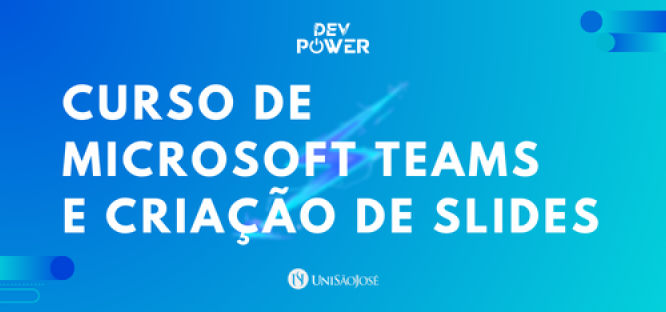 DEV
POWER
CURSO DE
MICROSOFT TEAMS
E CRIAÇÃO DE SLIDES
UNISÃOJOSÉ